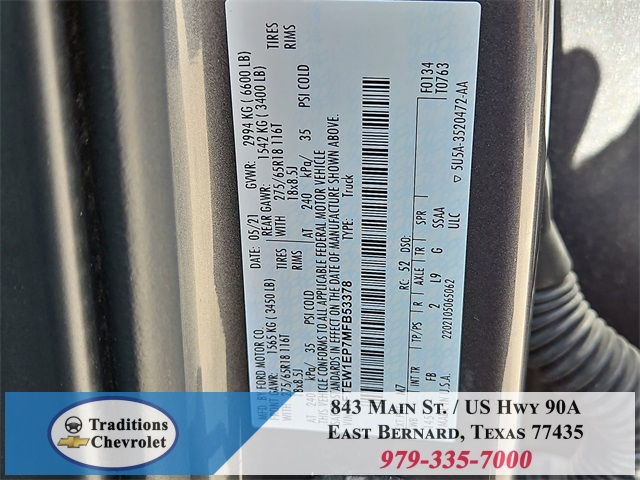 MFD. BY FORD MOTOR CO.
DATE: 05/21 GVWR: 2994 KG (6600 LB)
FRONT GAWR: 1565 KG (3450 LB) REAR GAWR: 1542 KG (3400 LB)
WITH 275/65R18 116T TIRES WITH 275/65R18 116T TIRES
18x8.5J RIMS 18x8.5J RIMS
AT 240 kPa/ 35 PSI COLD AT 240 kPa/ 35 PSI COLD
THIS VEHICLE CONFORMS TO ALL APPLICABLE FEDERAL MOTOR VEHICLE
STANDARDS IN EFFECT ON THE DATE OF MANUFACTURE SHOWN ABOVE.
VIN: 1FTEW1EP7MFB53378
Truck
F0134
T0763
RC: 52 DSO:
WB INT TR TP/PS R AXLE TR SPR
FB 2 L9 G SSAA
2202105065062 ULC
MADE IN U.S.A.
▽ 5U5A-3520472-AA
Traditions
Chevrolet
843 Main St. / US Hwy 90A
East Bernard, Texas 77435
979-335-7000